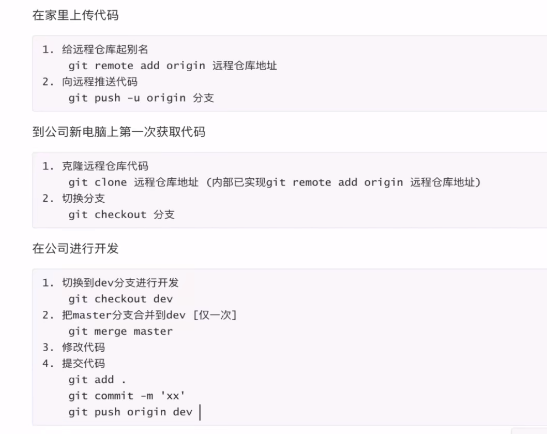 在家里上传代码
1. 给远程仓库起别名
git remote add origin 远程仓库地址
2. 向远程推送代码
git push -u origin 分支
到公司新电脑上第一次获取代码
1. 克隆远程仓库代码
git clone 远程仓库地址 (内部已实现git remote add origin 远程仓库地址)
2. 切换分支
git checkout 分支
在公司进行开发
1. 切换到dev分支进行开发
git checkout dev
2. 把master分支合并到dev [仅一次]
git merge master
3. 修改代码
4. 提交代码
git add .
git commit -m 'xx'
git push origin dev